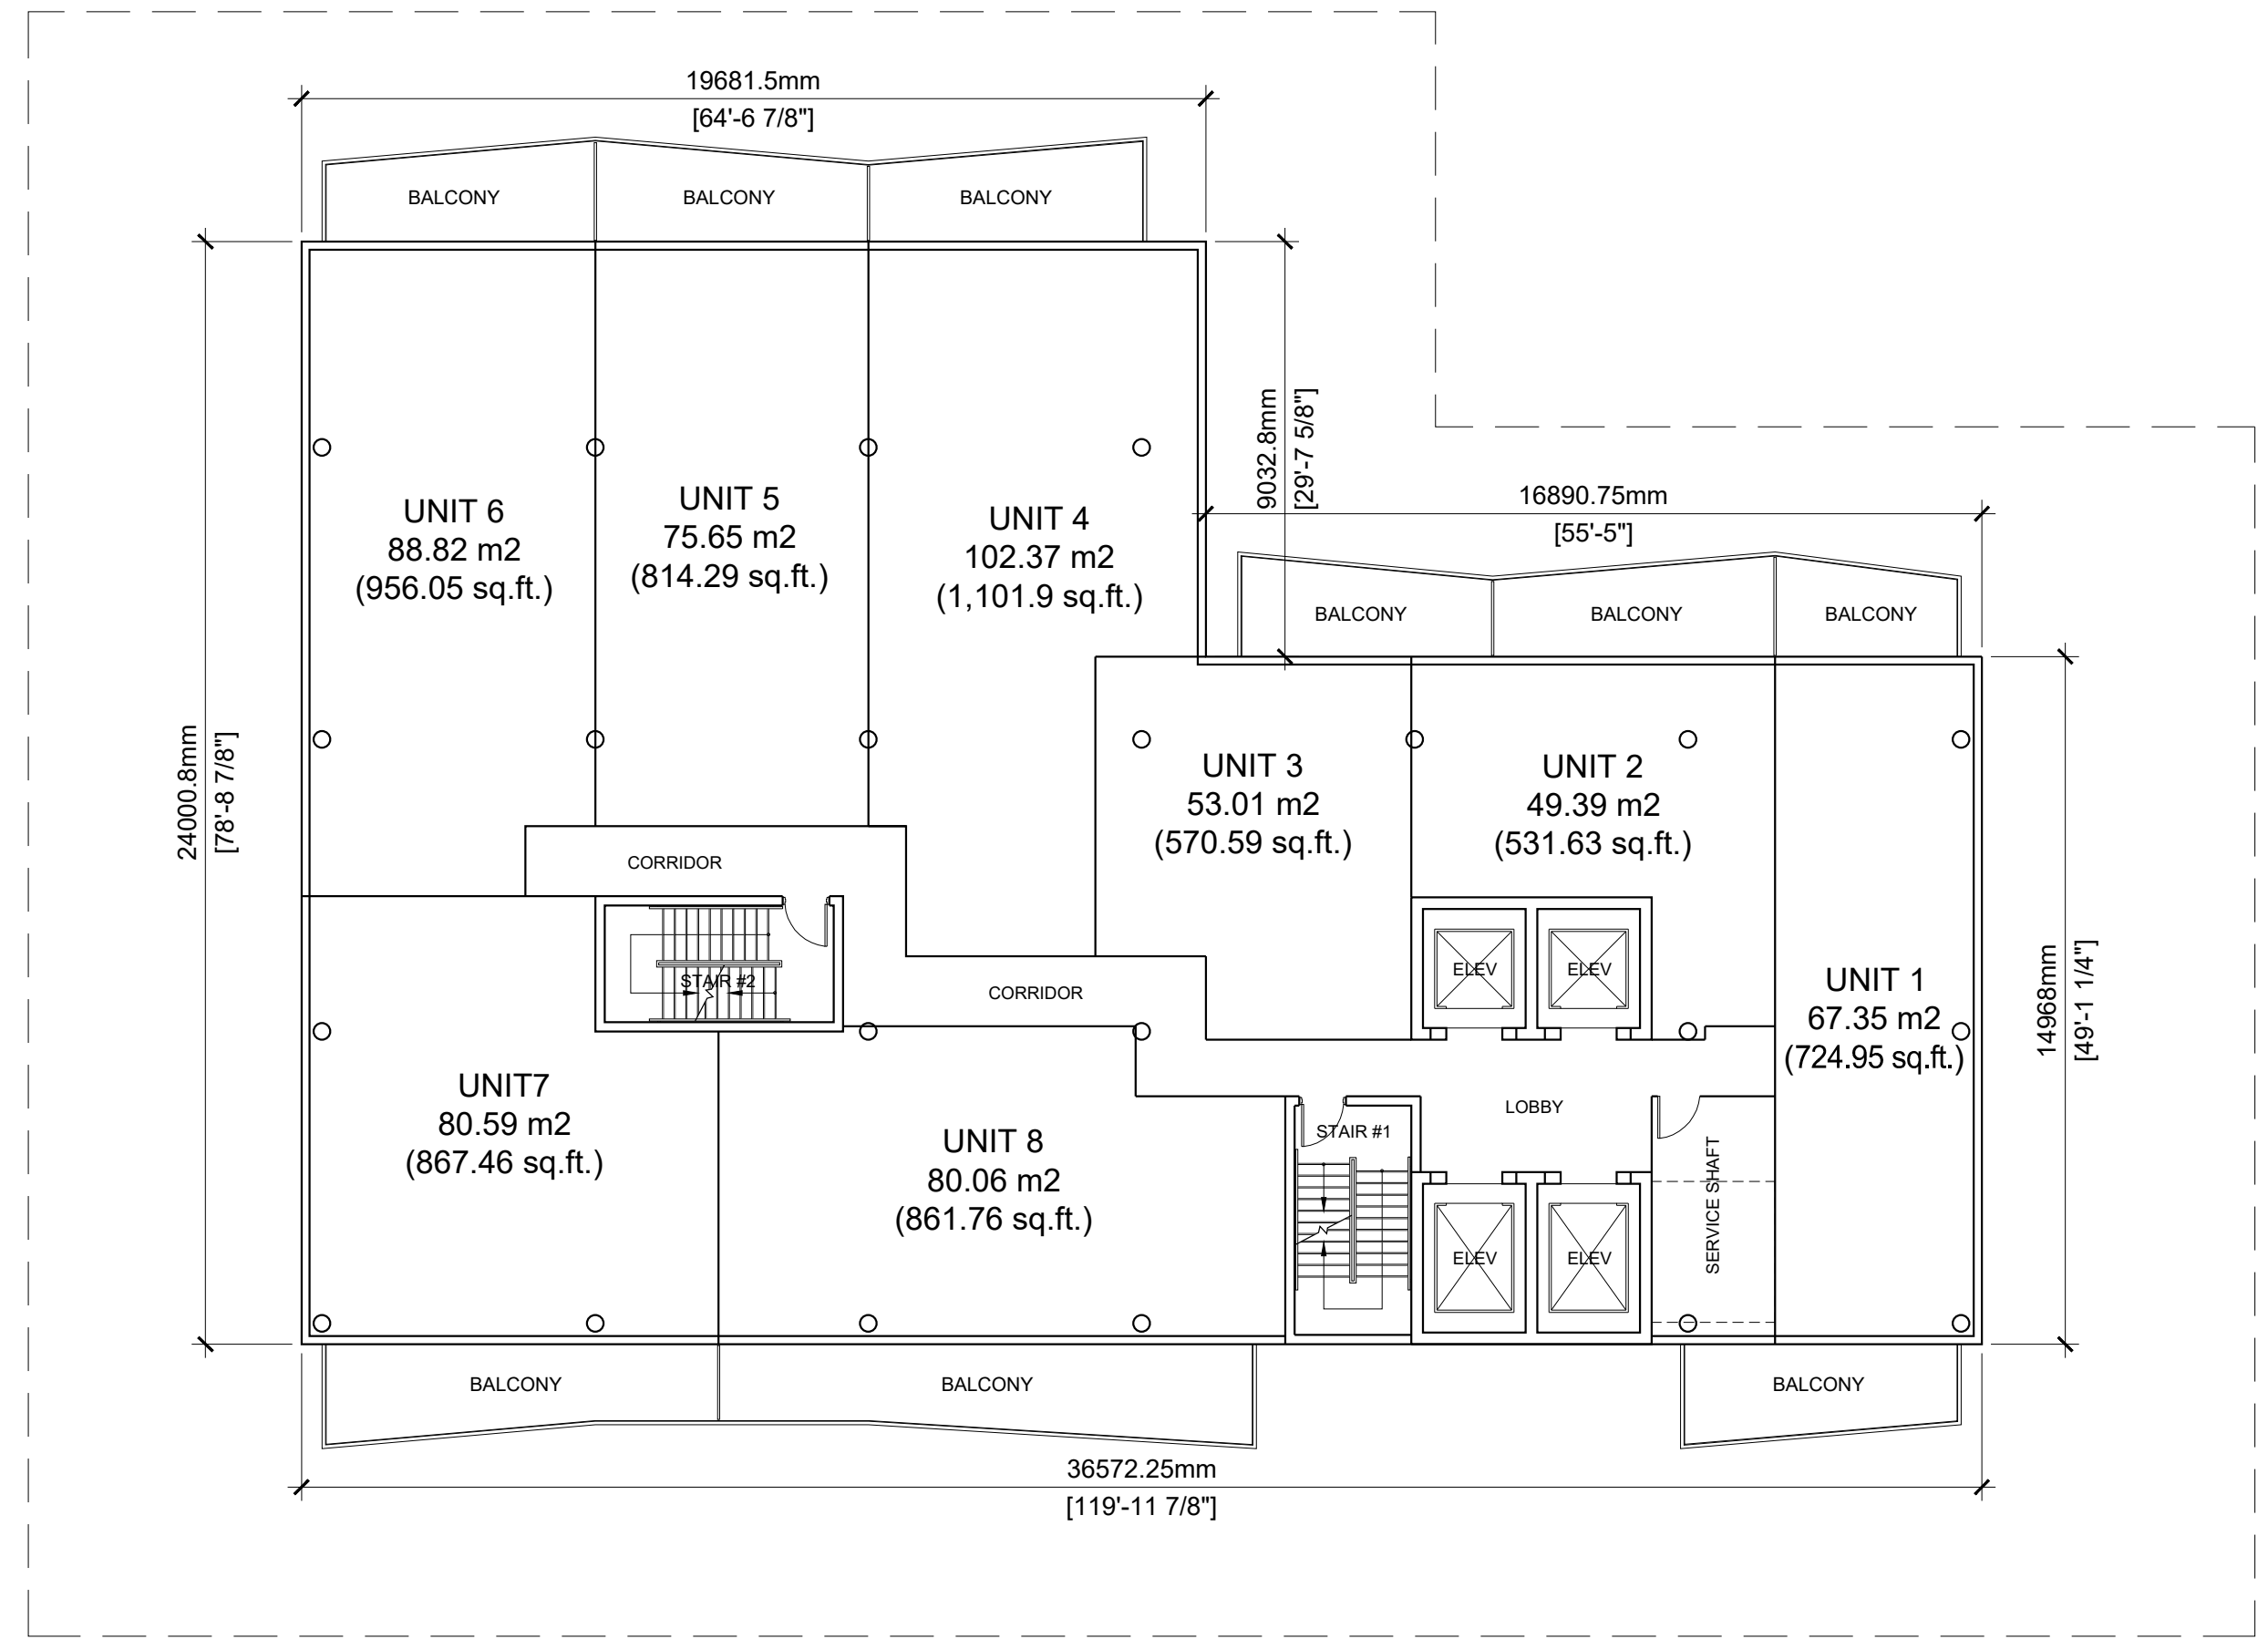 19681.5mm
[64'-6 7/8"]
BALCONY
BALCONY
BALCONY
9032.8mm
[29'-7 5/8"]
16890.75mm
[55'-5"]
UNIT 6
88.82 m2
(956.05 sq.ft.)
UNIT 5
75.65 m2
(814.29 sq.ft.)
UNIT 4
102.37 m2
(1,101.9 sq.ft.)
BALCONY
BALCONY
BALCONY
24000.8mm
[78'-8 7/8"]
UNIT 3
53.01 m2
(570.59 sq.ft.)
UNIT 2
49.39 m2
(531.63 sq.ft.)
CORRIDOR
STAIR #2
CORRIDOR
ELEV
ELEV
UNIT 1
67.35 m2
(724.95 sq.ft.)
14968mm
[49'-1 1/4"]
UNIT7
80.59 m2
(867.46 sq.ft.)
UNIT 8
80.06 m2
(861.76 sq.ft.)
STAIR #1
LOBBY
SERVICE SHAFT
ELEV
ELEV
BALCONY
BALCONY
BALCONY
36572.25mm
[119'-11 7/8"]